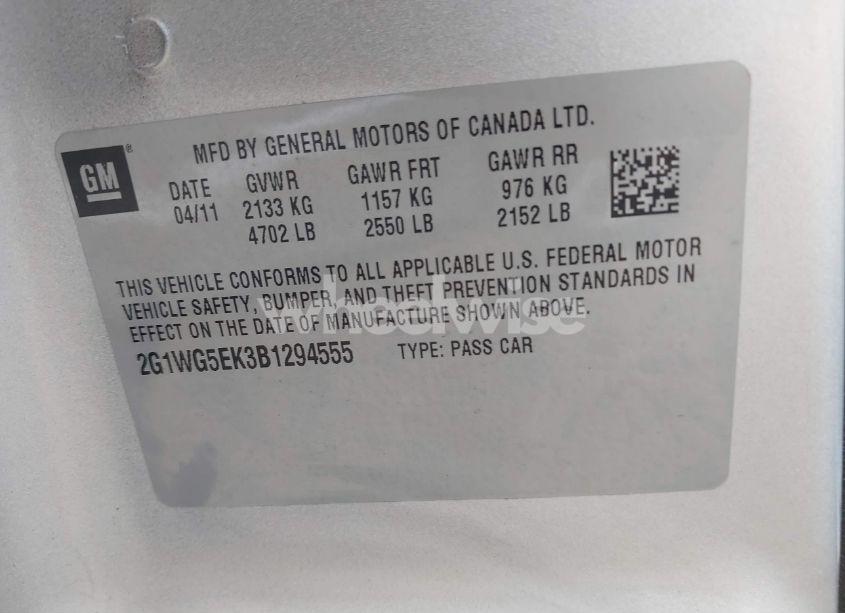 MFD BY GENERAL MOTORS OF CANADA LTD.
GM ®
DATE GVWR GAWR FRT GAWR RR
04/11 2133 KG 1157 KG 976 KG
4702 LB 2550 LB 2152 LB
THIS VEHICLE CONFORMS TO ALL APPLICABLE U.S. FEDERAL MOTOR
VEHICLE SAFETY, BUMPER, AND THEFT PREVENTION STANDARDS IN
EFFECT ON THE DATE OF MANUFACTURE SHOWN ABOVE.
2G1WG5EK3B1294555 TYPE: PASS CAR
wheelwise